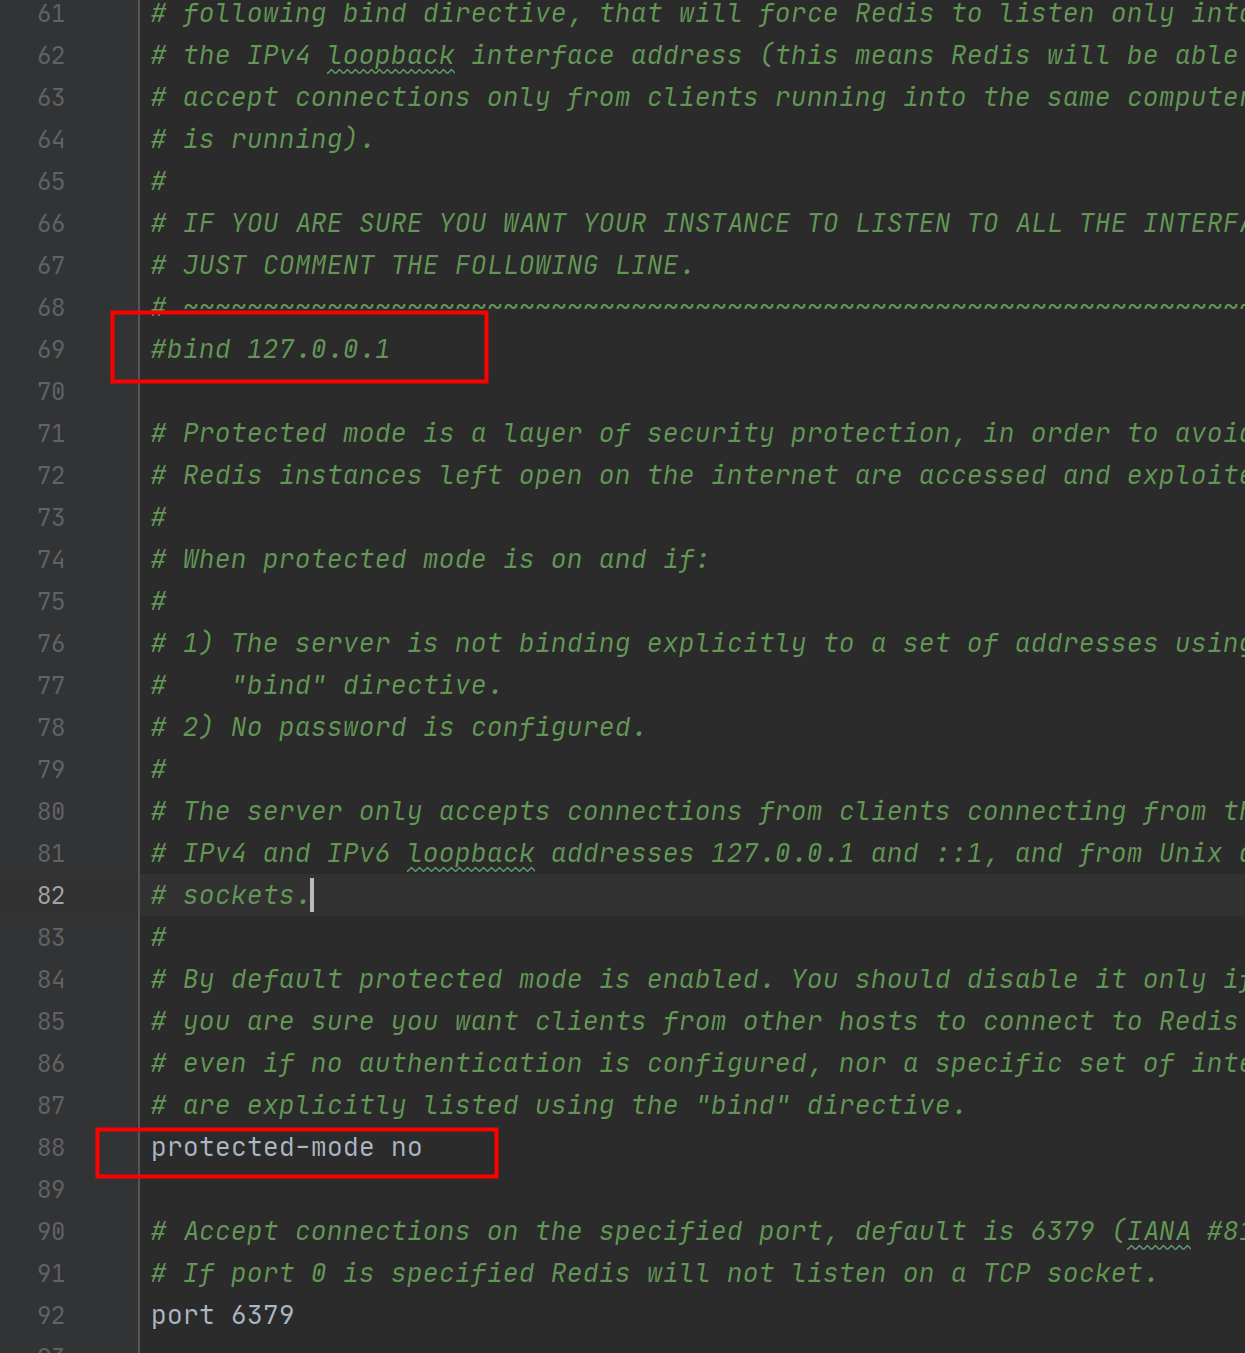 61 # following bind directive, that will force Redis to listen only into
62 # the IPv4 loopback interface address (this means Redis will be able
63 # accept connections only from clients running into the same computer
64 # is running).
65 #
66 # IF YOU ARE SURE YOU WANT YOUR INSTANCE TO LISTEN TO ALL THE
67 # JUST COMMENT THE FOLLOWING LINE.
68 # ~~~~~~~~~~~~~~~~~~~~~~~~~~~~~~~~~~~~~~~~~~~~~~~~~~~~~~~~~~~~~~~~~~~
69 #bind 127.0.0.1
70
71 # Protected mode is a layer of security protection, in order to avoid
72 # Redis instances left open on the internet are accessed and
73 #
74 # When protected mode is on and if:
75 #
76 # 1) The server is not binding explicitly to a set of addresses using
77 #    "bind" directive.
78 # 2) No password is configured.
79 #
80 # The server only accepts connections from clients connecting from
81 # IPv4 and IPv6 loopback addresses 127.0.0.1 and ::1, and from Unix
82 # sockets.
83 #
84 # By default protected mode is enabled. You should disable it only if
85 # you are sure you want clients from other hosts to connect to Redis
86 # even if no authentication is configured, nor a specific set of
87 # are explicitly listed using the "bind" directive.
88 protected-mode no
89
90 # Accept connections on the specified port, default is 6379 (IANA
91 # If port 0 is specified Redis will not listen on a TCP socket.
92 port 6379